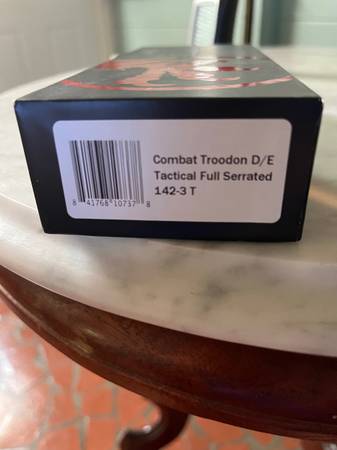 Combat Troodon D/E
Tactical Full Serrated
142-3 T
8 41768 10737 8